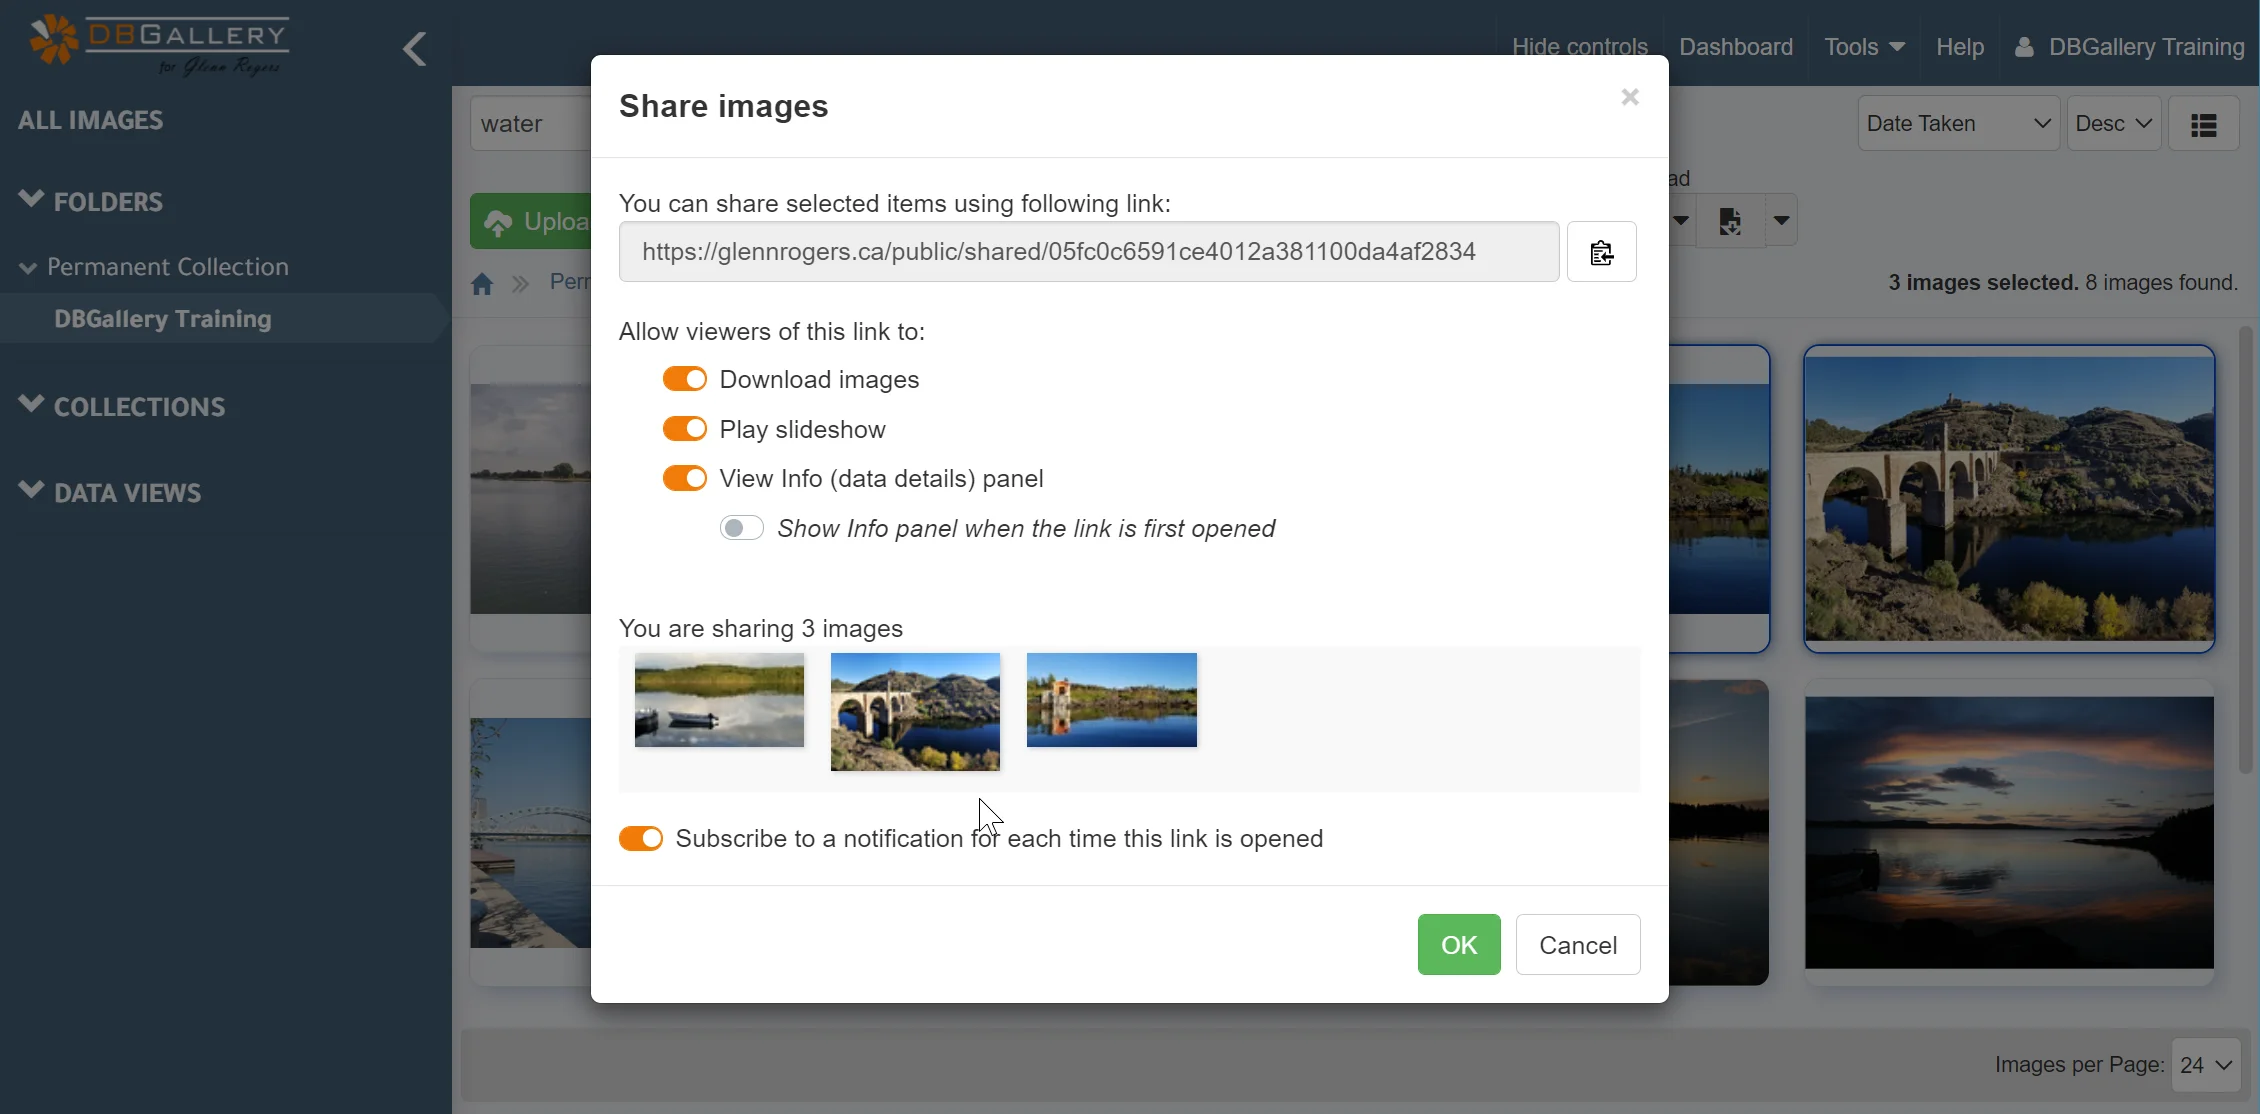 DBGALLERY
for Glenn Rogers
Hide controls
Dashboard
Tools
Help
DBGallery Training
ALL IMAGES
FOLDERS
Permanent Collection
DBGallery Training
COLLECTIONS
DATA VIEWS
water
Date Taken
Desc
3 images selected. 8 images found.
Share images
×
You can share selected items using following link:
https://glennrogers.ca/public/shared/05fc0c6591ce4012a381100da4af2834
Allow viewers of this link to:
Download images
Play slideshow
View Info (data details) panel
Show Info panel when the link is first opened
You are sharing 3 images
Subscribe to a notification for each time this link is opened
OK
Cancel
Images per Page:
24